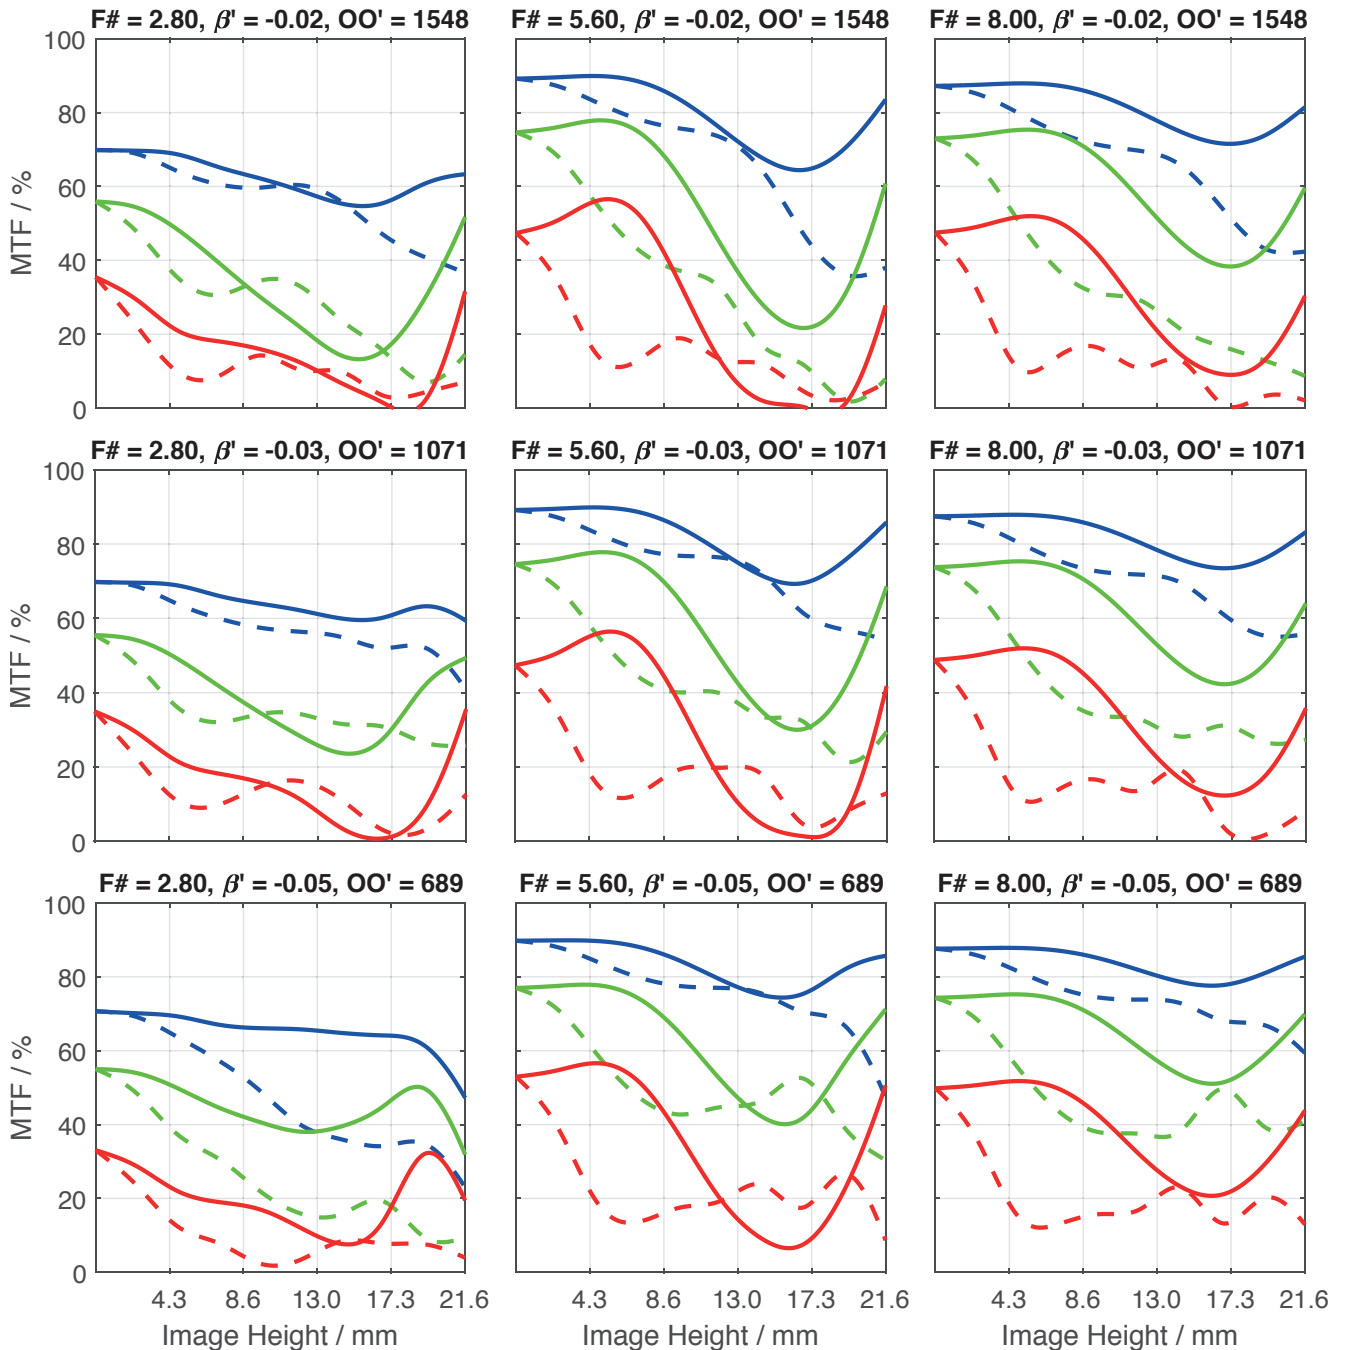 F# = 2.80, β' = -0.02, OO' = 1548
F# = 5.60, β' = -0.02, OO' = 1548
F# = 8.00, β' = -0.02, OO' = 1548
100
80
60
40
20
0
MTF / %
F# = 2.80, β' = -0.03, OO' = 1071
F# = 5.60, β' = -0.03, OO' = 1071
F# = 8.00, β' = -0.03, OO' = 1071
100
80
60
40
20
0
MTF / %
F# = 2.80, β' = -0.05, OO' = 689
F# = 5.60, β' = -0.05, OO' = 689
F# = 8.00, β' = -0.05, OO' = 689
100
80
60
40
20
0
MTF / %
4.3 8.6 13.0 17.3 21.6
4.3 8.6 13.0 17.3 21.6
4.3 8.6 13.0 17.3 21.6
Image Height / mm
Image Height / mm
Image Height / mm